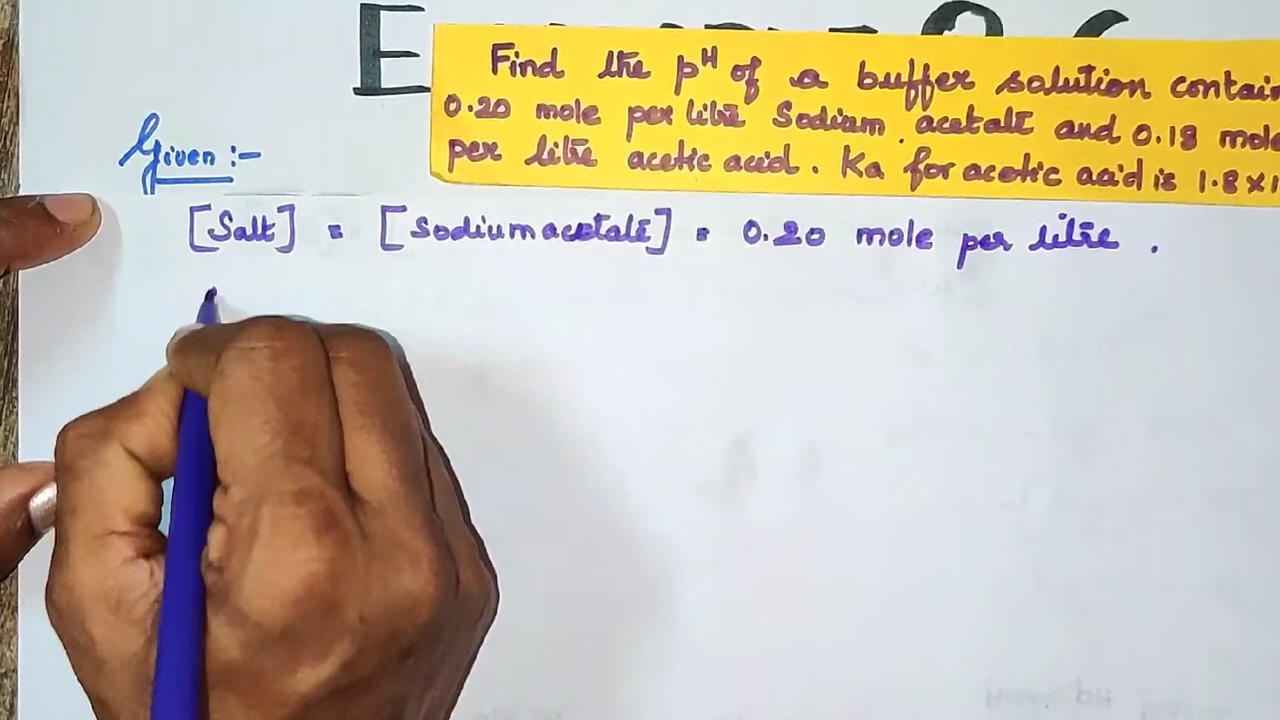 E
Find the pH of a buffer solution contain
0.20 mole per litre Sodium acetate and 0.18 mole
per litre acetic acid. Ka for acetic acid is 1.8 x 1
Given :-
[Salt] = [Sodium acetate] = 0.20 mole per litre .